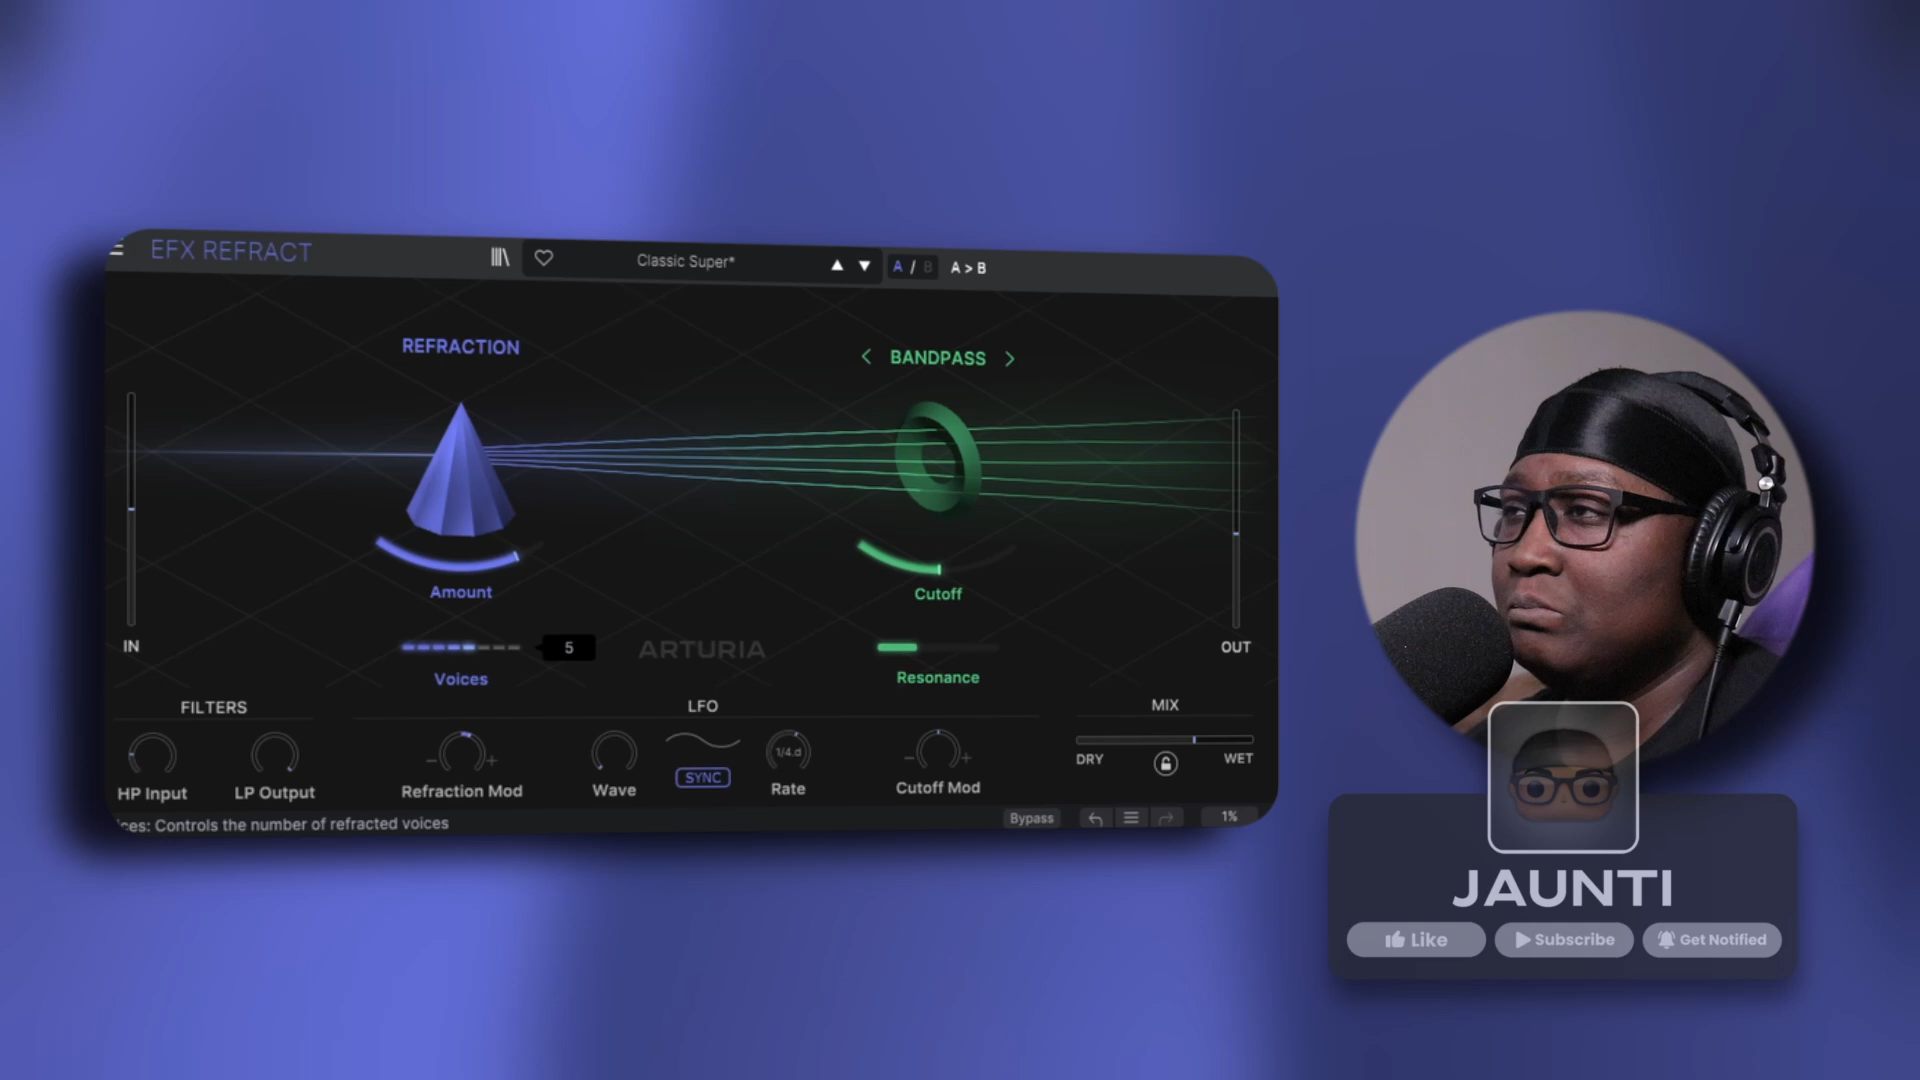 EFX REFRACT
Classic Super*
A / B
A > B
REFRACTION
BANDPASS
Amount
Cutoff
IN
5
ARTURIA
OUT
Voices
Resonance
FILTERS
LFO
MIX
1/4.d
DRY
WET
SYNC
HP Input
LP Output
Refraction Mod
Wave
Rate
Cutoff Mod
ces: Controls the number of refracted voices
Bypass
1%
JAUNTI
Like
Subscribe
Get Notified